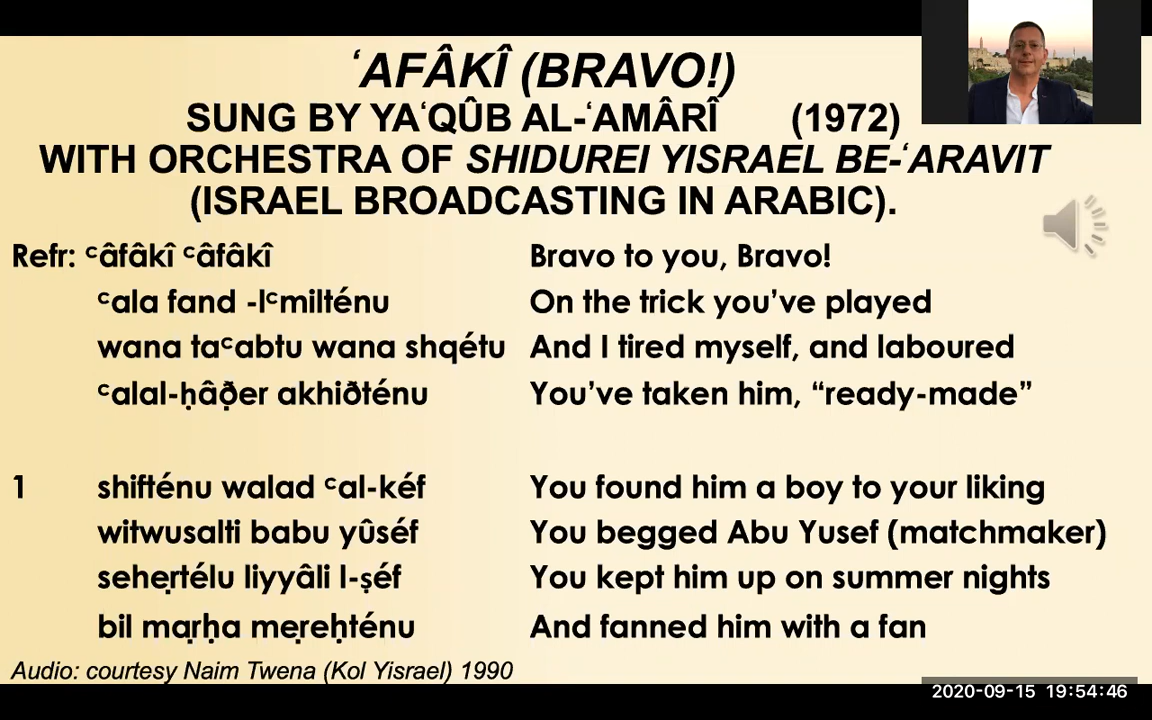 ʿAFÂKÎ (BRAVO!)
SUNG BY YAʿQÛB AL-ʿAMÂRÎ (1972)
WITH ORCHESTRA OF SHIDUREI YISRAEL BE-ʿARAVIT
(ISRAEL BROADCASTING IN ARABIC).
Refr: ᶜâfâkî ᶜâfâkî Bravo to you, Bravo!
ᶜala fand -lᶜmilténu On the trick you’ve played
wana taᶜabtu wana shqétu And I tired myself, and laboured
ᶜalal-ḥâð̣er akhiðténu You’ve taken him, “ready-made”
1 shifténu walad ᶜal-kéf You found him a boy to your liking
witwusalti babu yûséf You begged Abu Yusef (matchmaker)
seheṛtélu liyyâli l-ṣéf You kept him up on summer nights
bil maṛḥa meṛeḥténu And fanned him with a fan
Audio: courtesy Naim Twena (Kol Yisrael) 1990
2020-09-15 19:54:46